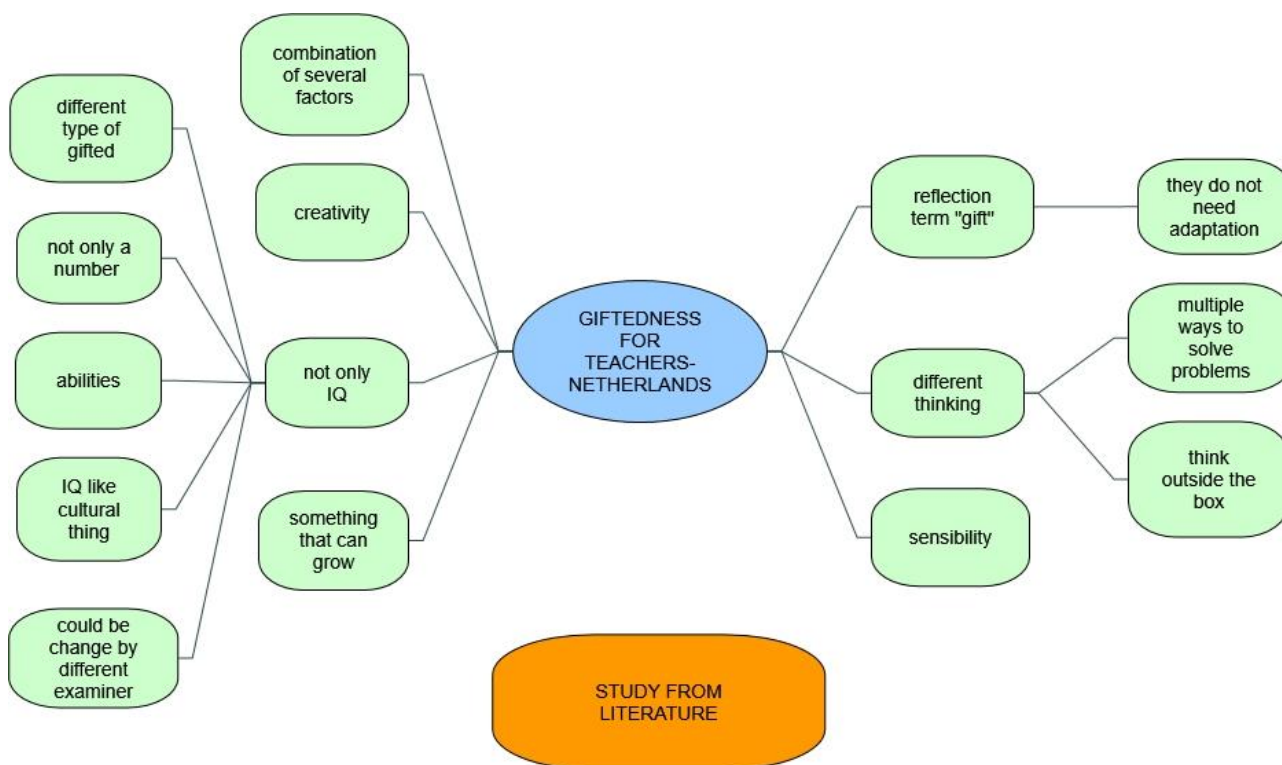 different
type of
gifted
not only a
number
abilities
IQ like
cultural
thing
could be
change by
different
examiner
combination
of several
factors
creativity
not only
IQ
something
that can
grow
GIFTEDNESS
FOR
TEACHERS-
NETHERLANDS
reflection
term "gift"
different
thinking
sensibility
they do not
need
adaptation
multiple
ways to
solve
problems
think
outside the
box
STUDY FROM
LITERATURE